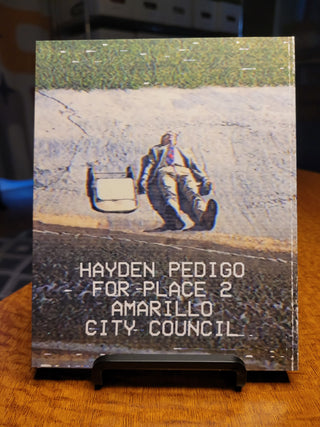 HAYDEN PEDIGO
FOR PLACE 2
AMARILLO
CITY COUNCIL